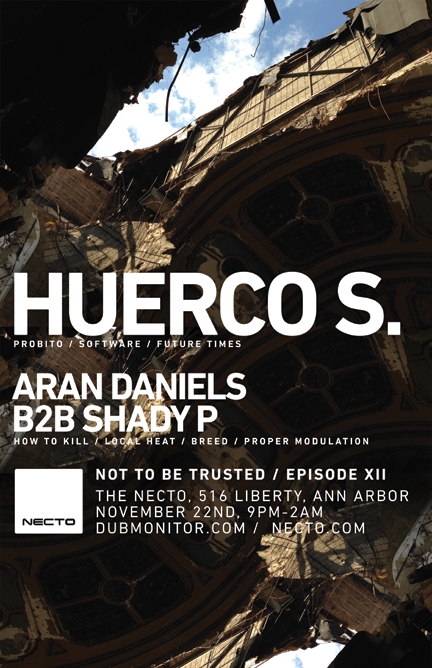 HUERCO S.
PROBITO / SOFTWARE / FUTURE TIMES
ARAN DANIELS
B2B SHADY P
HOW TO KILL / LOCAL HEAT / BREED / PROPER MODULATION
NECTO
NOT TO BE TRUSTED / EPISODE XII
THE NECTO, 516 LIBERTY, ANN ARBOR
NOVEMBER 22ND, 9PM-2AM
DUBMONITOR.COM / NECTO.COM